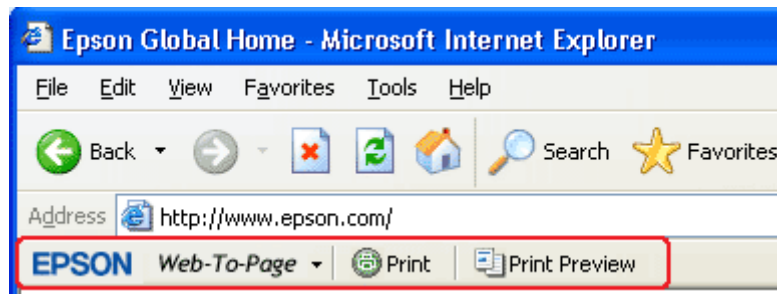 Epson Global Home - Microsoft Internet Explorer
File Edit View Favorites Tools Help
Back Search Favorites
Address http://www.epson.com/
EPSON Web-To-Page Print Print Preview